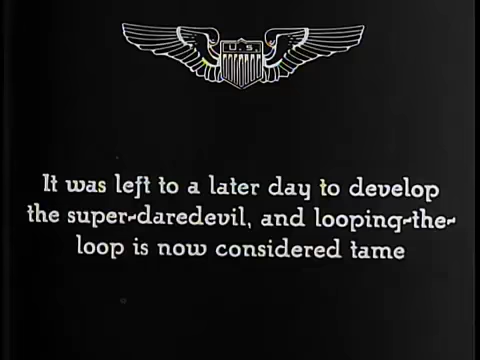 U.S.
It was left to a later day to develop
the super-daredevil, and looping-the-
loop is now considered tame